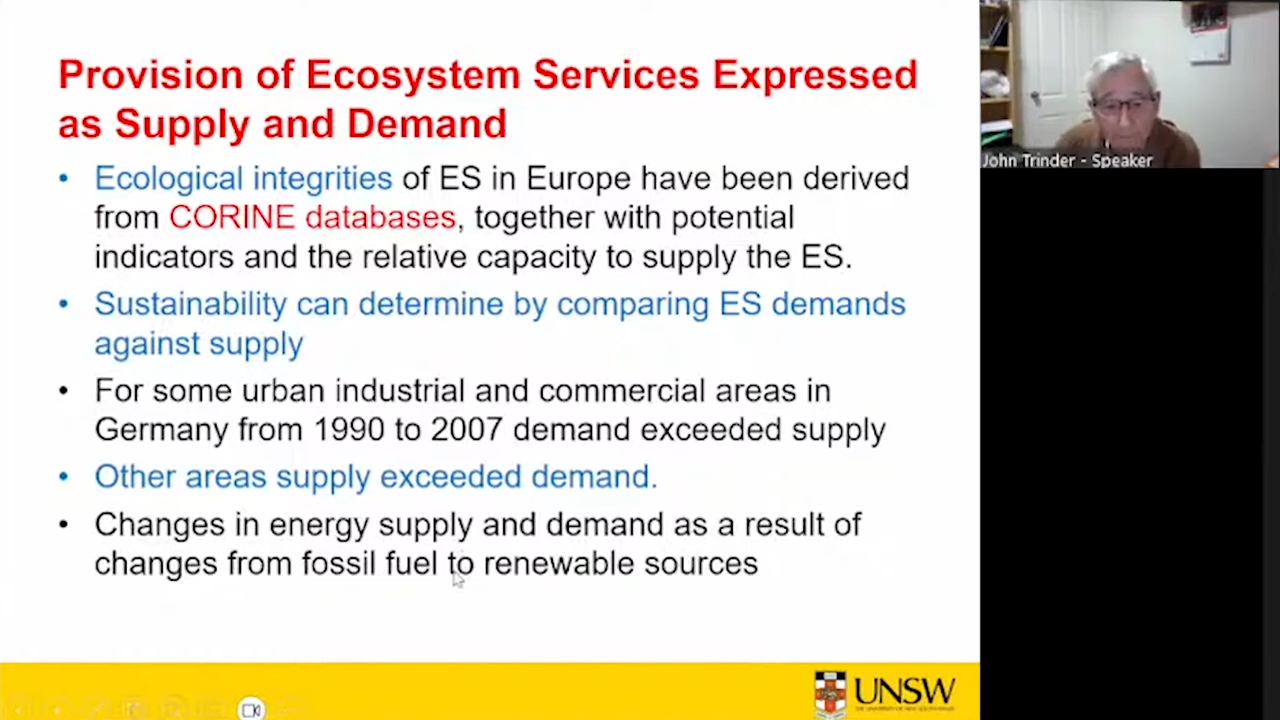 Provision of Ecosystem Services Expressed
as Supply and Demand
• Ecological integrities of ES in Europe have been derived
from CORINE databases, together with potential
indicators and the relative capacity to supply the ES.
• Sustainability can determine by comparing ES demands
against supply
• For some urban industrial and commercial areas in
Germany from 1990 to 2007 demand exceeded supply
• Other areas supply exceeded demand.
• Changes in energy supply and demand as a result of
changes from fossil fuel to renewable sources
John Trinder - Speaker
UNSW